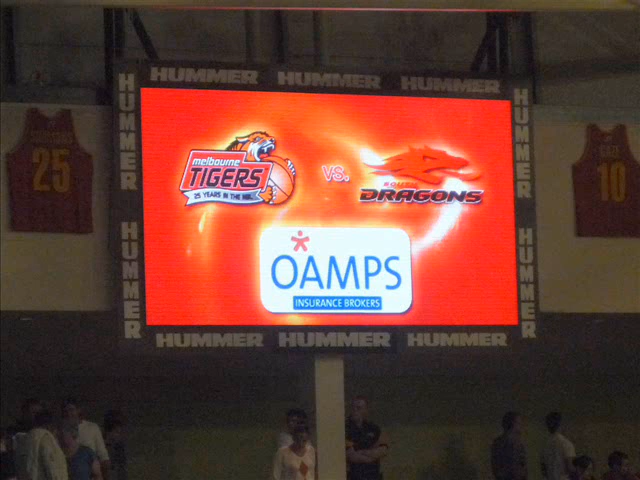 HUMMER HUMMER HUMMER
HUMMER
HUMMER
25
10
melbourne
TIGERS
25 YEARS IN THE NBL
vs.
SOUTH
DRAGONS
OAMPS
INSURANCE BROKERS
HUMMER
HUMMER
HUMMER HUMMER HUMMER